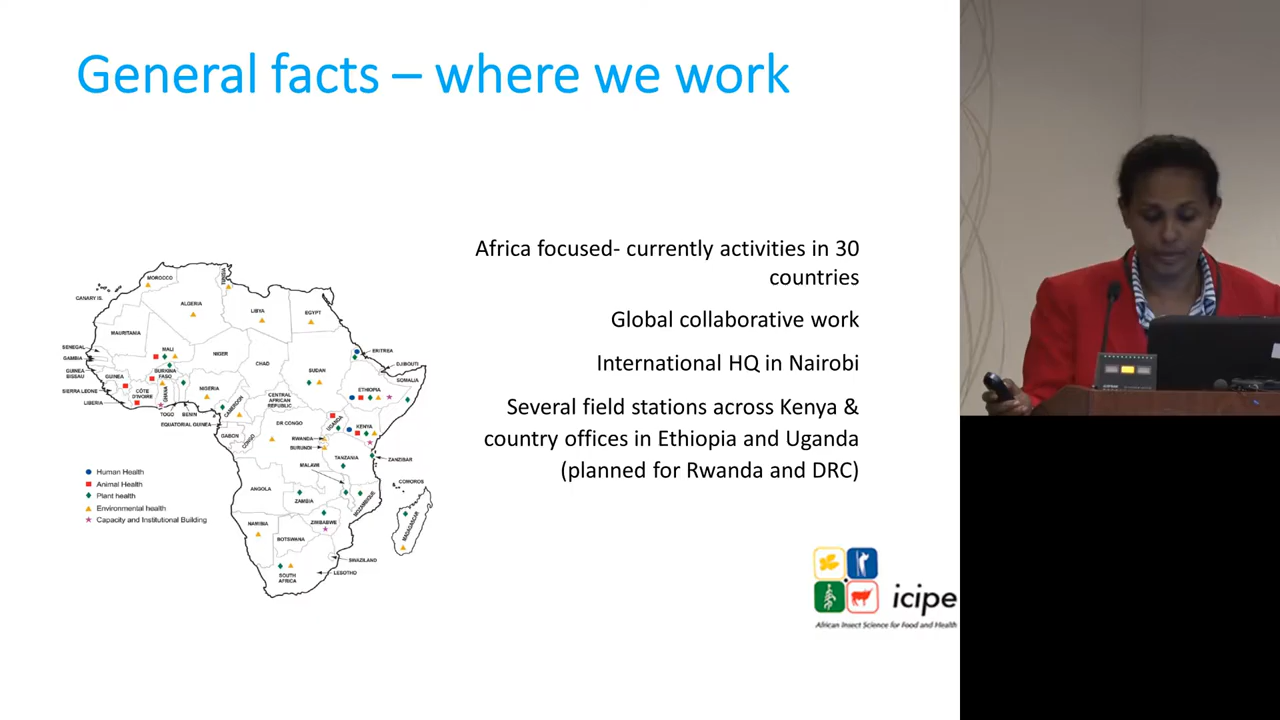 General facts – where we work
Africa focused- currently activities in 30
countries
Global collaborative work
International HQ in Nairobi
Several field stations across Kenya &
country offices in Ethiopia and Uganda
(planned for Rwanda and DRC)
MOROCCO
TUNISIA
CANARY IS.
ALGERIA
LIBYA
EGYPT
MAURITANIA
SENEGAL
GAMBIA
GUINEA
BISSAU
GUINEA
SIERRA LEONE
LIBERIA
MALI
BURKINA
FASO
CÔTE
D'IVOIRE
GHANA
TOGO
BENIN
NIGER
NIGERIA
CHAD
SUDAN
ERITREA
DJIBOUTI
SOMALIA
ETHIOPIA
CAMEROON
CENTRAL
AFRICAN
REPUBLIC
EQUATORIAL GUINEA
GABON
CONGO
DR CONGO
UGANDA
KENYA
RWANDA
BURUNDI
TANZANIA
ZANZIBAR
MALAWI
COMOROS
ANGOLA
ZAMBIA
MOZAMBIQUE
ZIMBABWE
MADAGASCAR
NAMIBIA
BOTSWANA
SWAZILAND
LESOTHO
SOUTH
AFRICA
Human Health
Animal Health
Plant health
Environmental health
Capacity and Institutional Building
icipe
African Insect Science for Food and Health